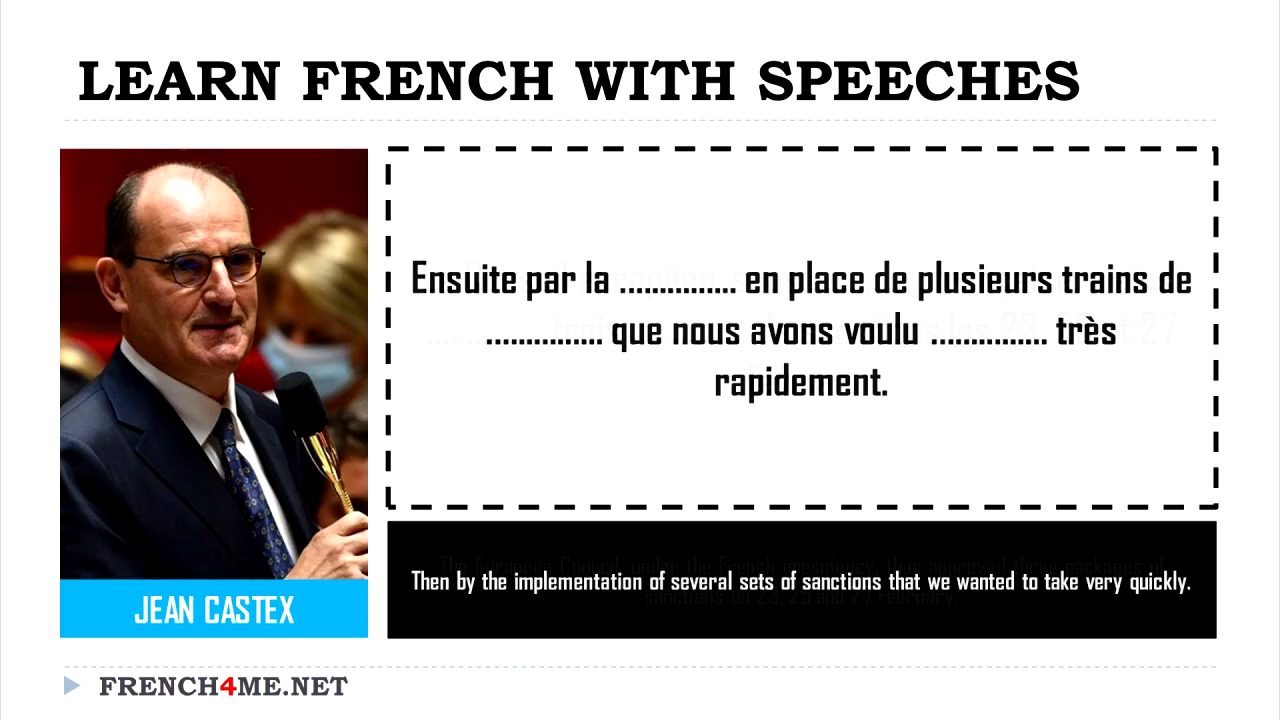 LEARN FRENCH WITH SPEECHES
Ensuite par la ............... en place de plusieurs trains de
............... que nous avons voulu ............... très
rapidement.
Then by the implementation of several sets of sanctions that we wanted to take very quickly.
JEAN CASTEX
FRENCH4ME.NET